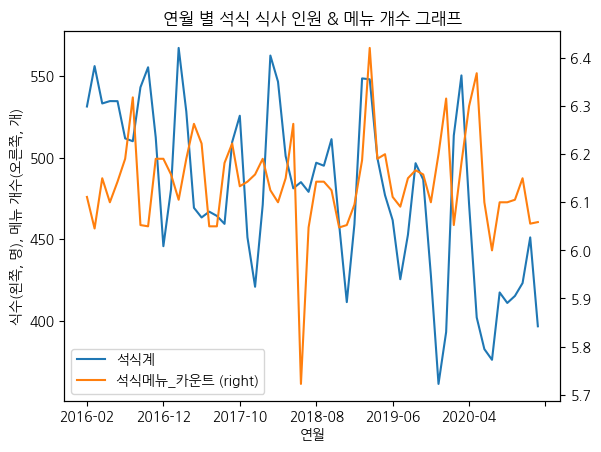 연월 별 석식 식사 인원 & 메뉴 개수 그래프
식수(왼쪽, 명), 메뉴 개수(오른쪽, 개)
550
500
450
400
6.4
6.3
6.2
6.1
6.0
5.9
5.8
5.7
석식계
석식메뉴_카운트 (right)
2016-02 2016-12 2017-10 2018-08 2019-06 2020-04
연월